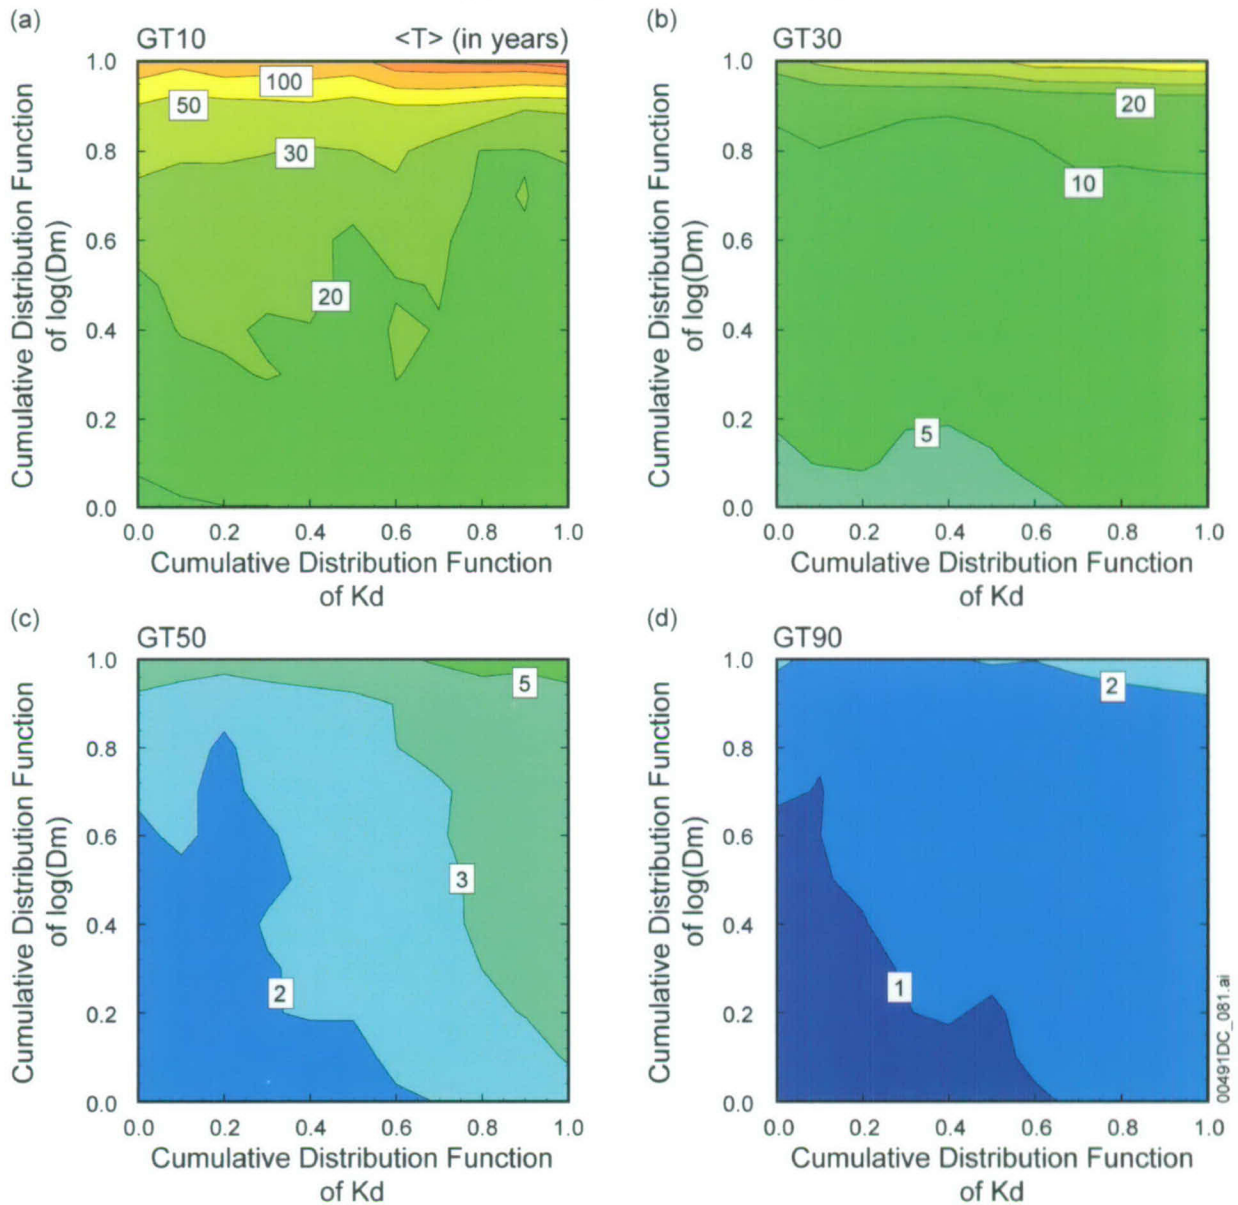 (a)
GT10 <T> (in years)
1.0
0.8
0.6
0.4
0.2
0.0
100
50
30
20
0.0 0.2 0.4 0.6 0.8 1.0
Cumulative Distribution Function
of log(Dm)
Cumulative Distribution Function
of Kd
(b)
GT30
1.0
0.8
0.6
0.4
0.2
0.0
20
10
5
0.0 0.2 0.4 0.6 0.8 1.0
Cumulative Distribution Function
of log(Dm)
Cumulative Distribution Function
of Kd
(c)
GT50
1.0
0.8
0.6
0.4
0.2
0.0
5
3
2
0.0 0.2 0.4 0.6 0.8 1.0
Cumulative Distribution Function
of log(Dm)
Cumulative Distribution Function
of Kd
(d)
GT90
1.0
0.8
0.6
0.4
0.2
0.0
2
1
0.0 0.2 0.4 0.6 0.8 1.0
Cumulative Distribution Function
of log(Dm)
Cumulative Distribution Function
of Kd
00491DC_081.ai